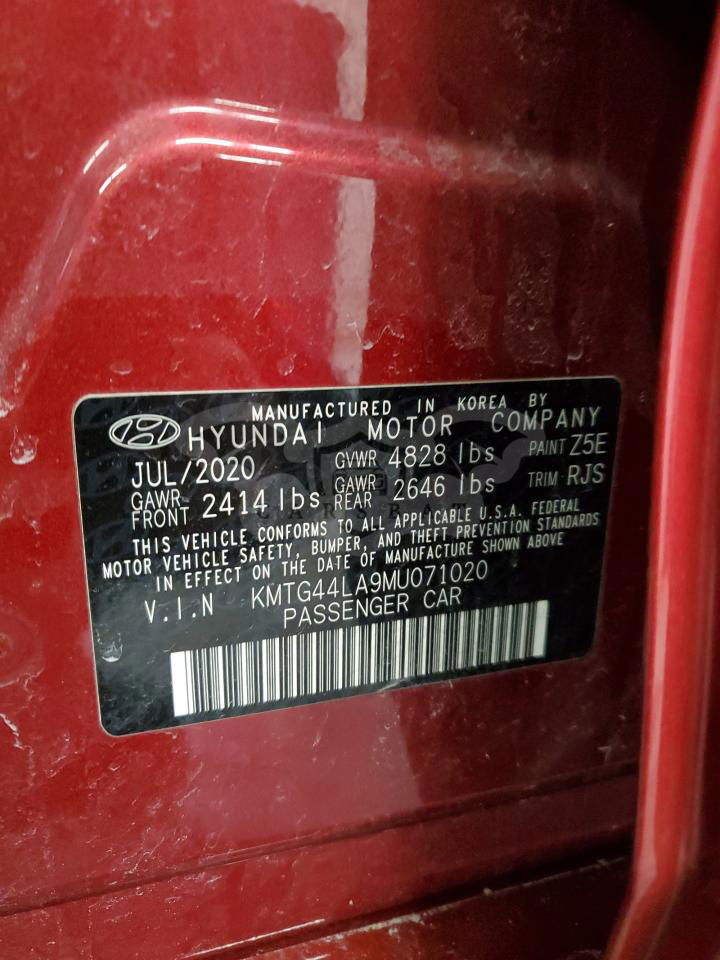 MANUFACTURED IN KOREA BY
HYUNDAI MOTOR COMPANY
JUL/2020 GVWR 4828 lbs PAINT Z5E
GAWR FRONT 2414 lbs GAWR REAR 2646 lbs TRIM RJS
THIS VEHICLE CONFORMS TO ALL APPLICABLE U.S.A. FEDERAL
MOTOR VEHICLE SAFETY, BUMPER, AND THEFT PREVENTION STANDARDS
IN EFFECT ON THE DATE OF MANUFACTURE SHOWN ABOVE
V.I.N KMTG44LA9MU071020
PASSENGER CAR